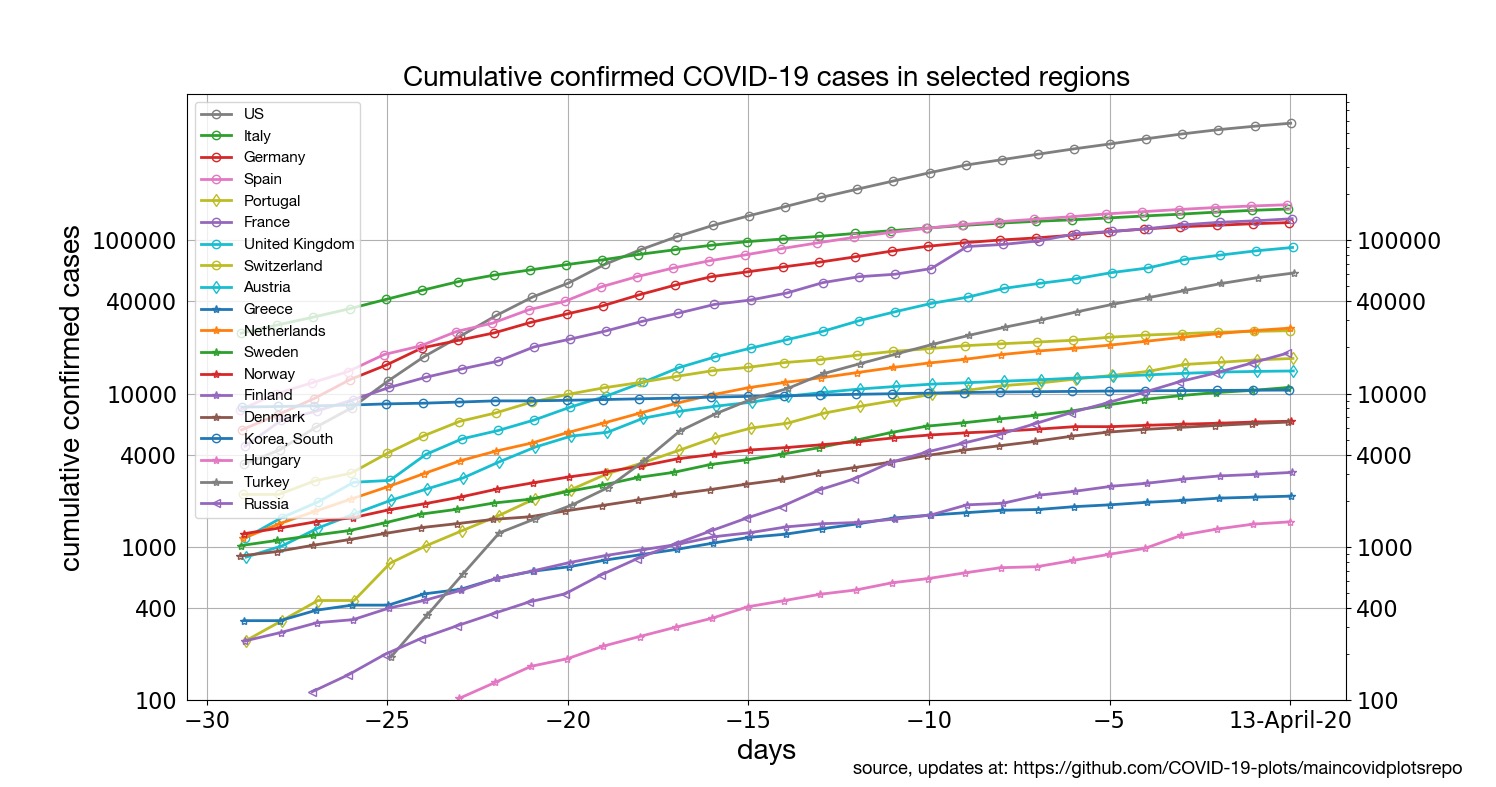 Cumulative confirmed COVID-19 cases in selected regions
US
Italy
Germany
Spain
Portugal
France
United Kingdom
Switzerland
Austria
Greece
Netherlands
Sweden
Norway
Finland
Denmark
Korea, South
Hungary
Turkey
Russia
cumulative confirmed cases
100000
40000
10000
4000
1000
400
100
100000
40000
10000
4000
1000
400
100
−30 −25 −20 −15 −10 −5 13-April-20
days
source, updates at: https://github.com/COVID-19-plots/maincovidplotsrepo